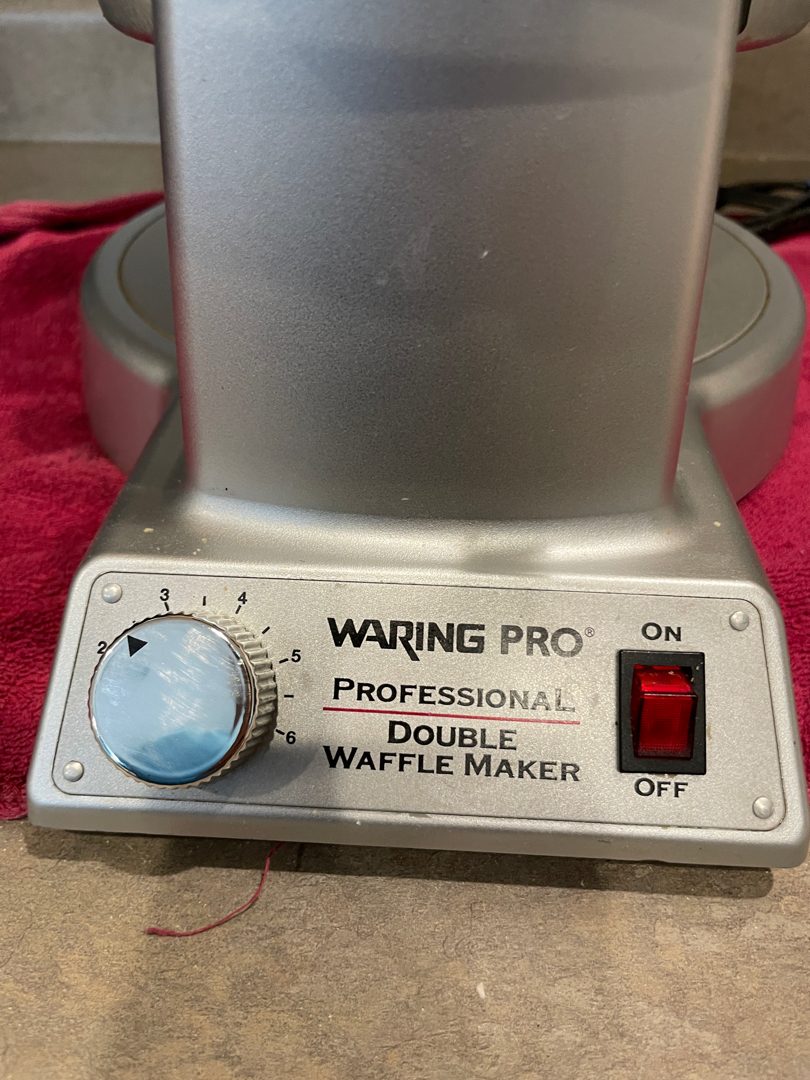 2
3
4
5
6
WARING PRO®
PROFESSIONAL
DOUBLE
WAFFLE MAKER
ON
OFF